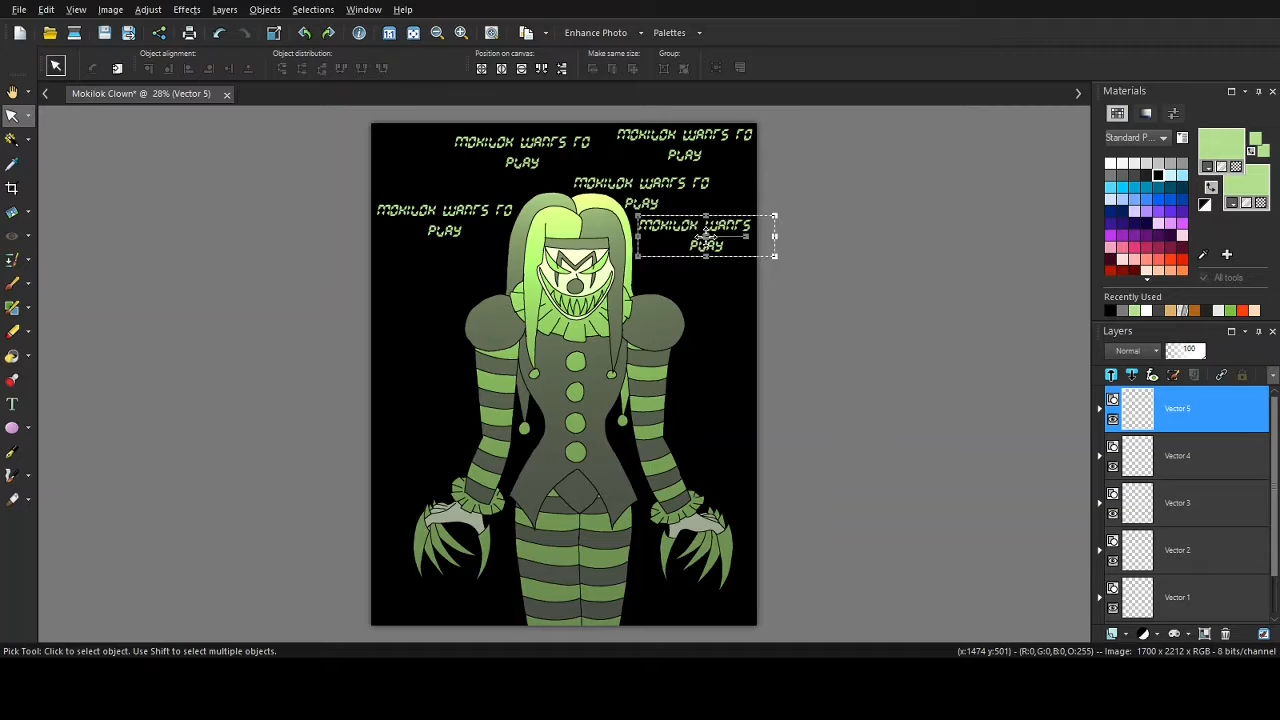 File Edit View Image Adjust Effects Layers Objects Selections Window Help
Enhance Photo Palettes
Object alignment: Object distribution: Position on canvas: Make same size: Group:
Mokilok Clown* @ 28% (Vector 5)
MOKILOK WANTS TO
PLAY
MOKILOK WANTS TO
PLAY
MOKILOK WANTS TO
PLAY
MOKILOK WANTS TO
PLAY
MOKILOK WANTS
PLAY
Materials
Standard P...
All tools
Recently Used
Layers
Normal 100
Vector 5
Vector 4
Vector 3
Vector 2
Vector 1
Pick Tool: Click to select object. Use Shift to select multiple objects.
(x:1474 y:501) - (R:0,G:0,B:0,O:255) -- Image: 1700 x 2212 x RGB - 8 bits/channel